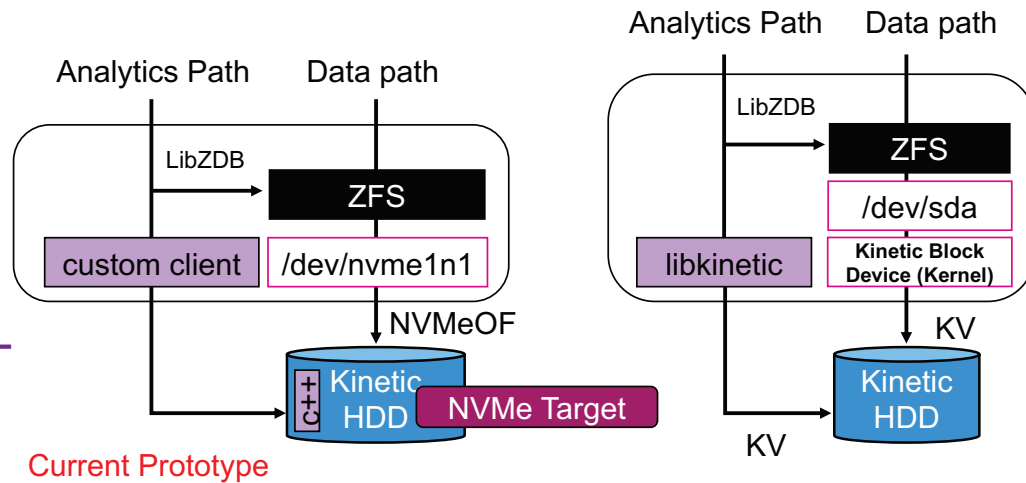 Analytics Path
Data path
LibZDB
ZFS
custom client
/dev/nvme1n1
NVMeOF
C++
Kinetic
HDD
NVMe Target
Current Prototype
Analytics Path
Data path
LibZDB
ZFS
/dev/sda
libkinetic
Kinetic Block
Device (Kernel)
KV
Kinetic
HDD
KV